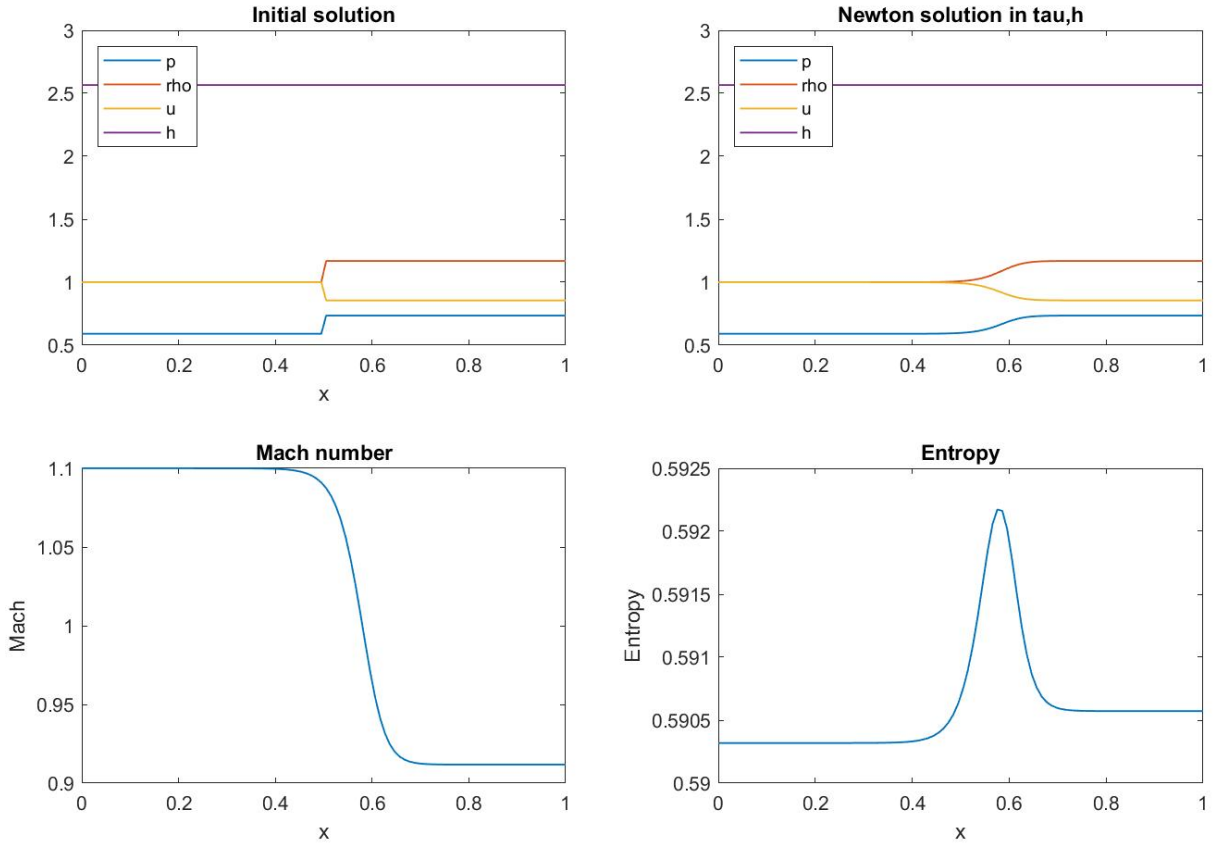 Initial solution
3
2.5
2
1.5
1
0.5
p
rho
u
h
0
0.2
0.4
0.6
0.8
1
x
Newton solution in tau,h
3
2.5
2
1.5
1
0.5
p
rho
u
h
0
0.2
0.4
0.6
0.8
1
Mach number
Mach
1.1
1.05
1
0.95
0.9
0
0.2
0.4
0.6
0.8
1
x
Entropy
Entropy
0.5925
0.592
0.5915
0.591
0.5905
0.59
0
0.2
0.4
0.6
0.8
1
x